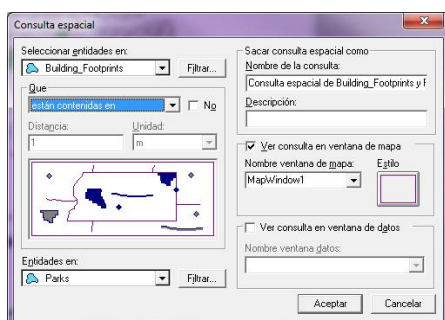 Consulta espacial
Seleccionar entidades en:
Building_Footprints
Filtrar...
Que
están contenidas en
No
Distancia:
Unidad:
1
m
Entidades en:
Parks
Filtrar...
Sacar consulta espacial como
Nombre de la consulta:
Consulta espacial de Building_Footprints y
Descripción:
Ver consulta en ventana de mapa
Nombre ventana de mapa:
Estilo
MapWindow1
Ver consulta en ventana de datos
Nombre ventana datos:
Aceptar
Cancelar